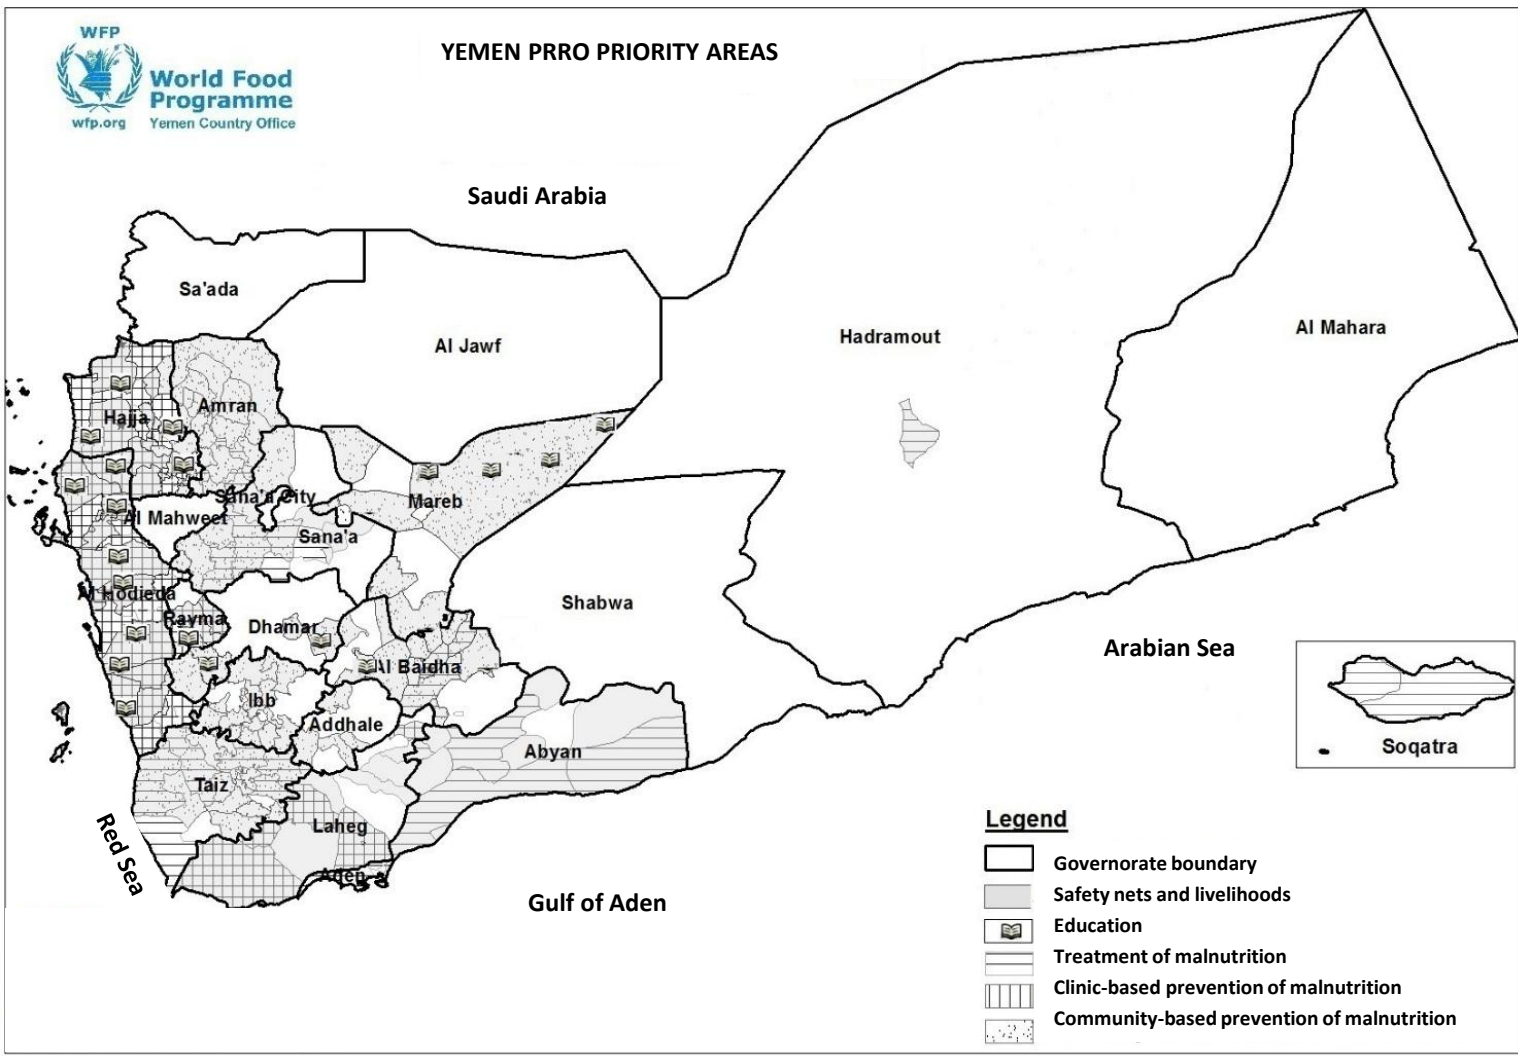 WFP
YEMEN PRRO PRIORITY AREAS
World Food
Programme
wfp.org
Yemen Country Office
Saudi Arabia
Sa'ada
Al Jawf
Hadramout
Al Mahara
Hajja
Amran
Sana'a City
Mareb
Al Mahweet
Sana'a
Al Hodieda
Rayma
Dhamar
Shabwa
Arabian Sea
Al Baidha
Ibb
Addhale
Abyan
Soqatra
Taiz
Laheg
Red Sea
Aden
Gulf of Aden
Legend
Governorate boundary
Safety nets and livelihoods
Education
Treatment of malnutrition
Clinic-based prevention of malnutrition
Community-based prevention of malnutrition